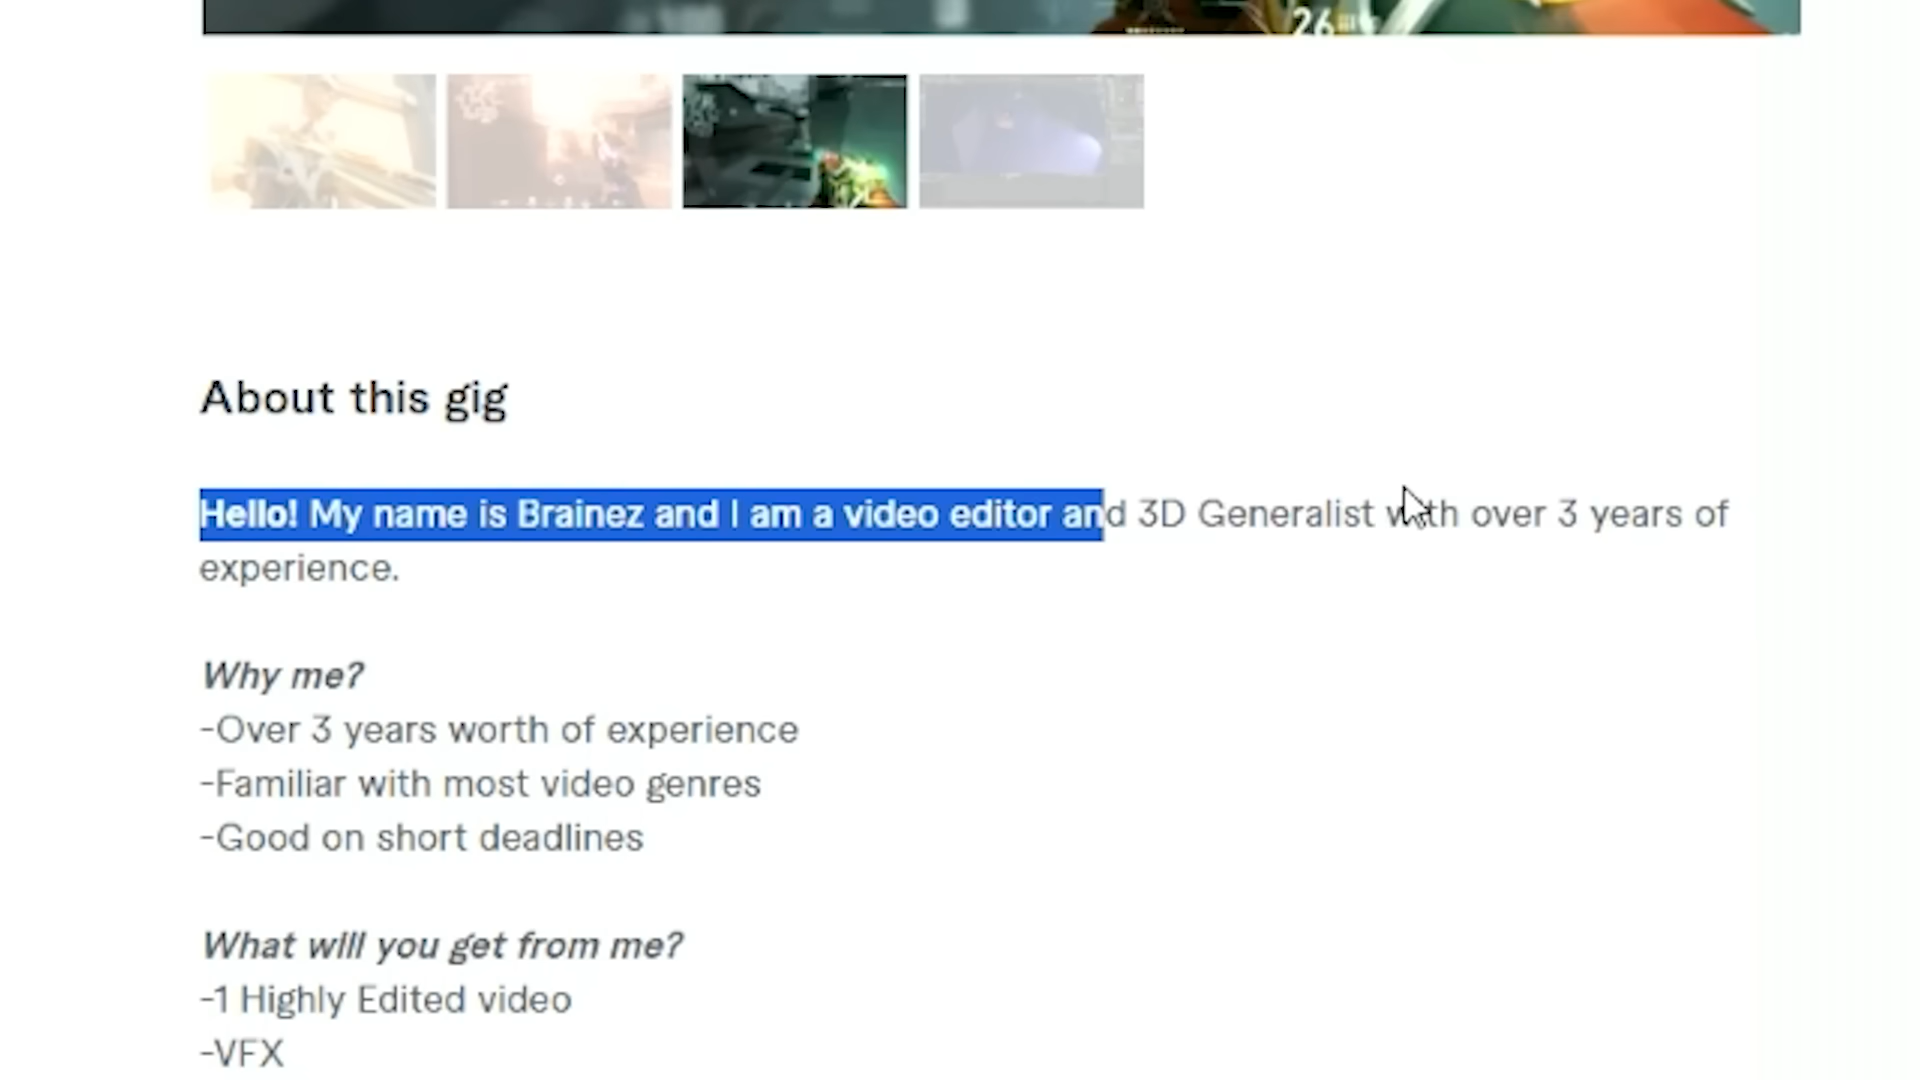 26
About this gig
Hello! My name is Brainez and I am a video editor and 3D Generalist with over 3 years of
experience.
Why me?
-Over 3 years worth of experience
-Familiar with most video genres
-Good on short deadlines
What will you get from me?
-1 Highly Edited video
-VFX